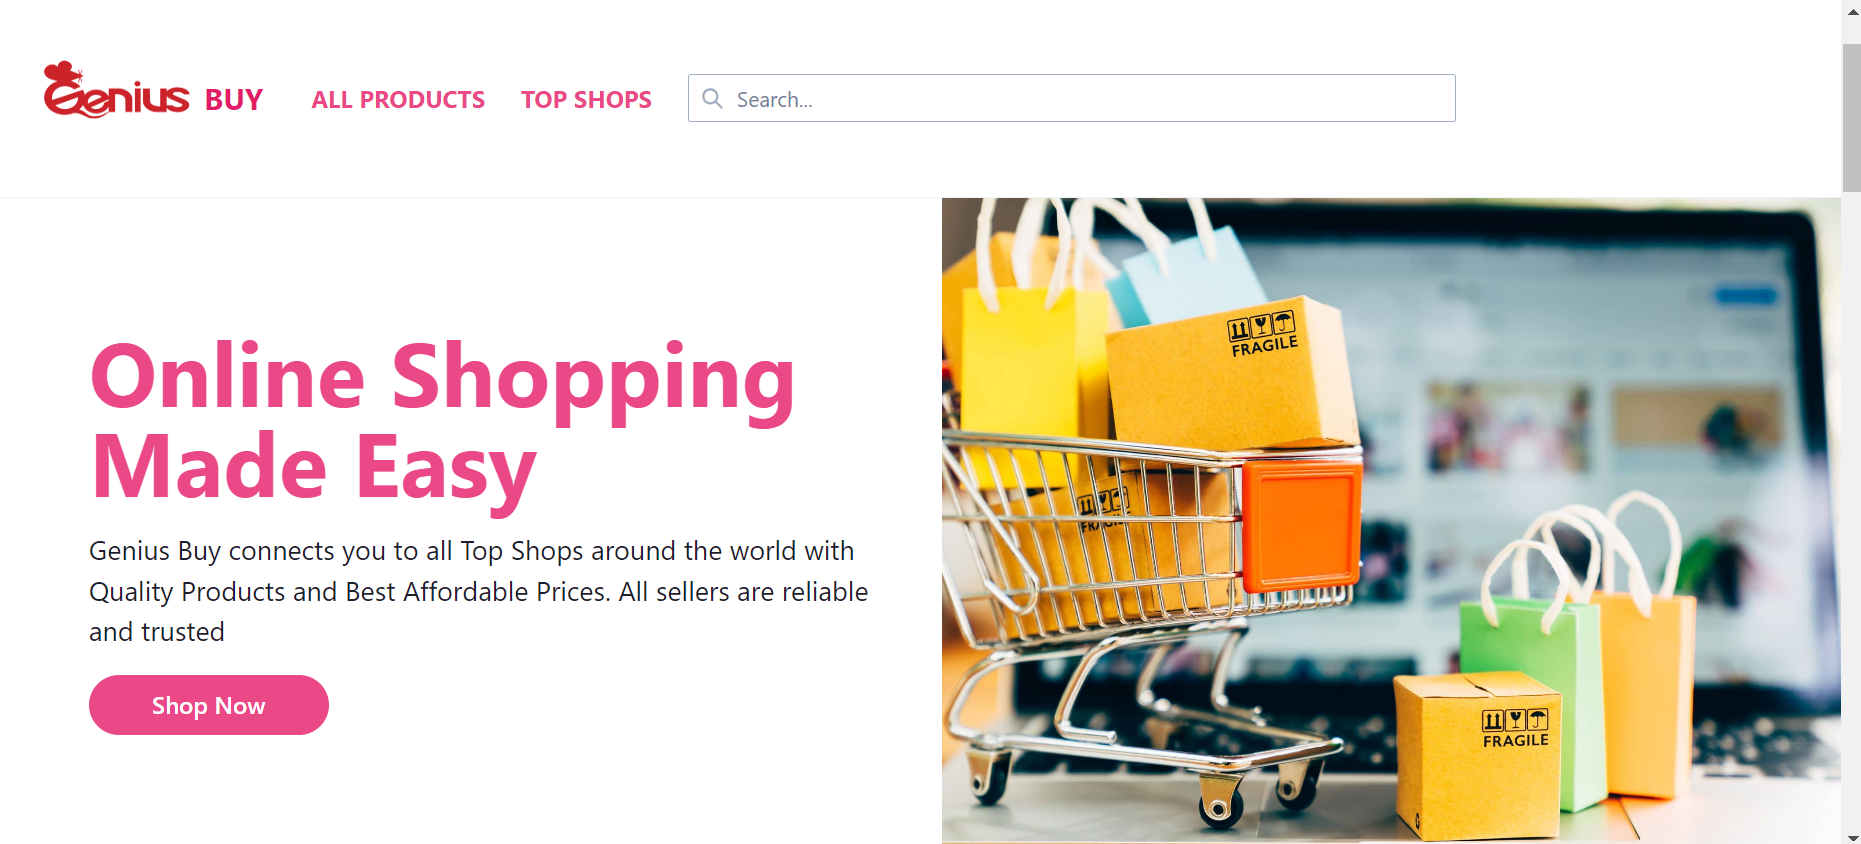 Genius BUY
ALL PRODUCTS
TOP SHOPS
Search...
Online Shopping
Made Easy
Genius Buy connects you to all Top Shops around the world with
Quality Products and Best Affordable Prices. All sellers are reliable
and trusted
Shop Now
FRAGILE
FRAGILE
FRAGILE